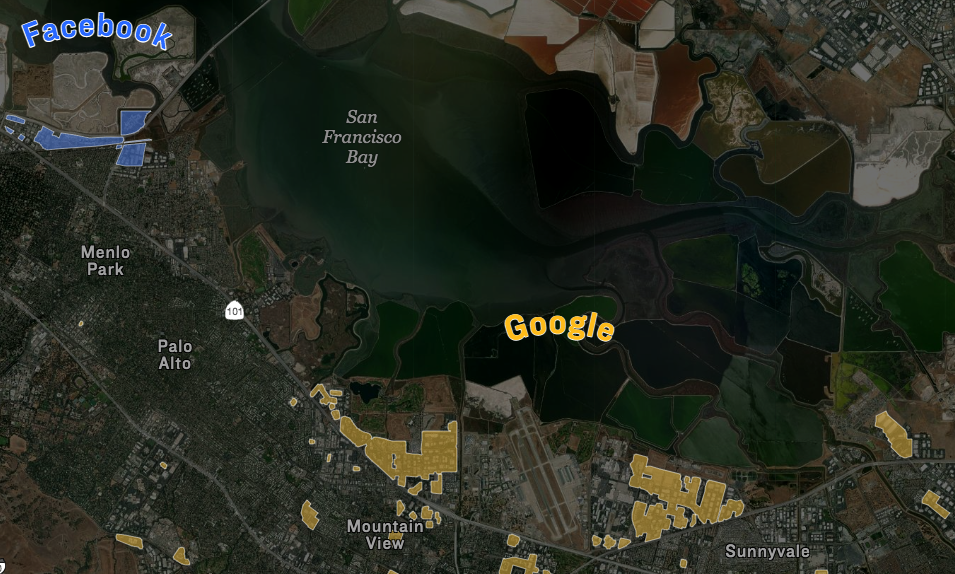 Facebook
San
Francisco
Bay
Menlo
Park
101
Google
Palo
Alto
Mountain
View
Sunnyvale